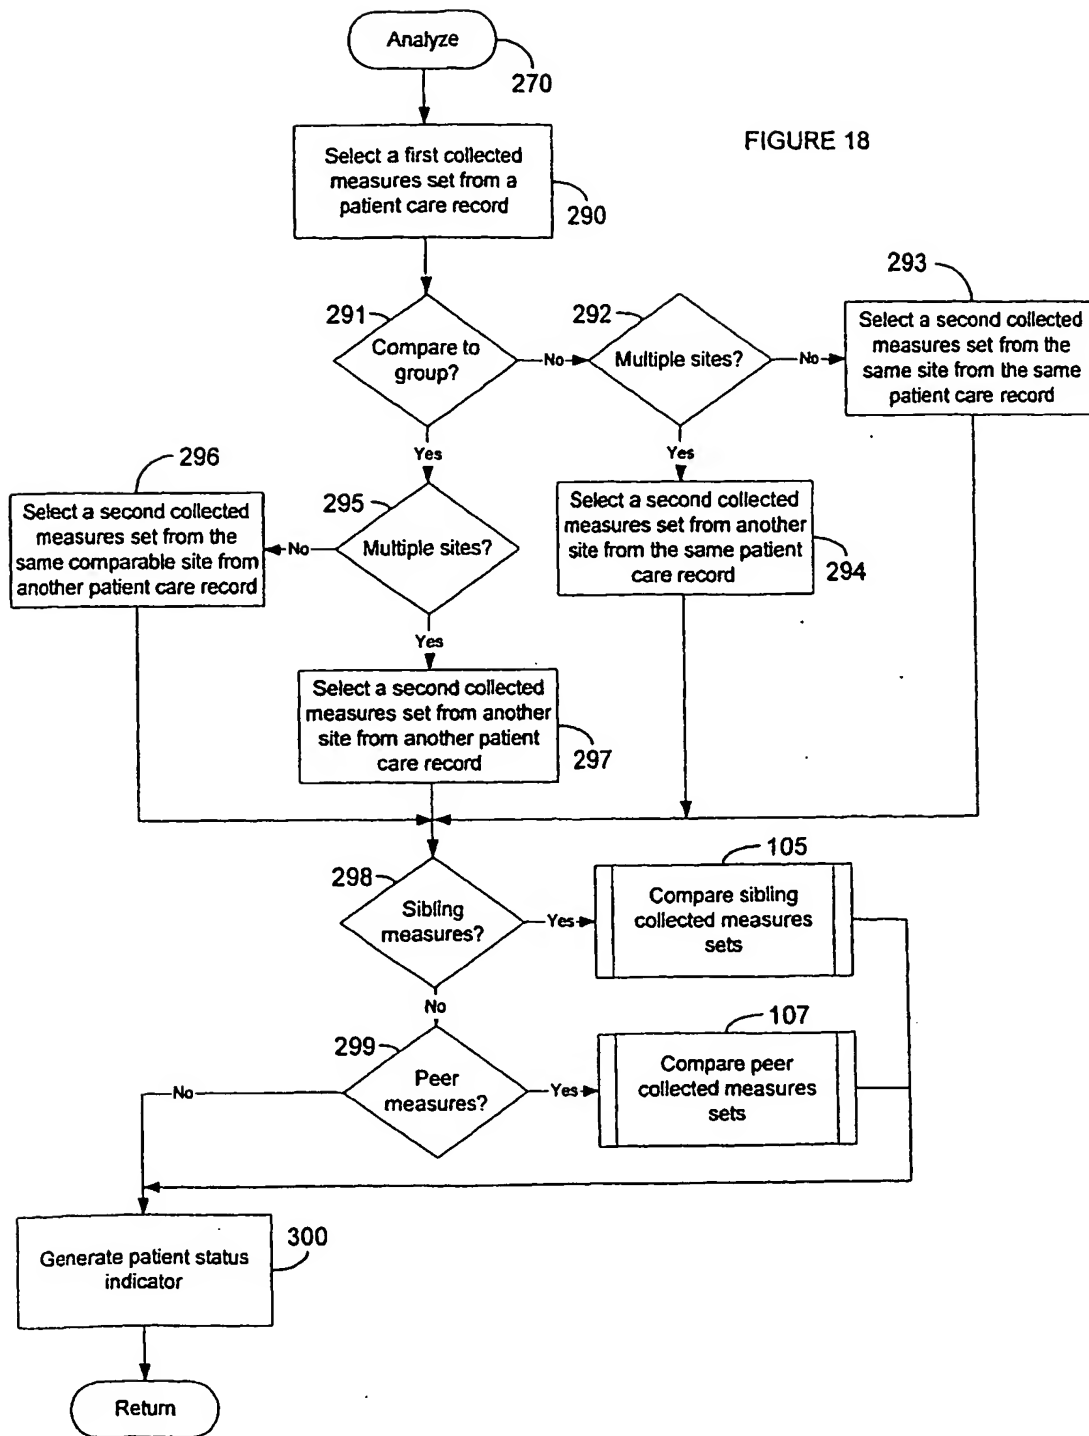 Analyze
270
FIGURE 18
Select a first collected
measures set from a
patient care record
290
293
291
Compare to
group?
No
292
Multiple sites?
No
Select a second collected
measures set from the
same site from the same
patient care record
Yes
Yes
296
Select a second collected
measures set from the
same comparable site from
another patient care record
No
295
Multiple sites?
Select a second collected
measures set from another
site from the same patient
care record
294
Yes
Select a second collected
measures set from another
site from another patient
care record
297
298
Sibling
measures?
Yes
105
Compare sibling
collected measures
sets
No
299
Peer
measures?
No
Yes
107
Compare peer
collected measures
sets
Generate patient status
indicator
300
Return